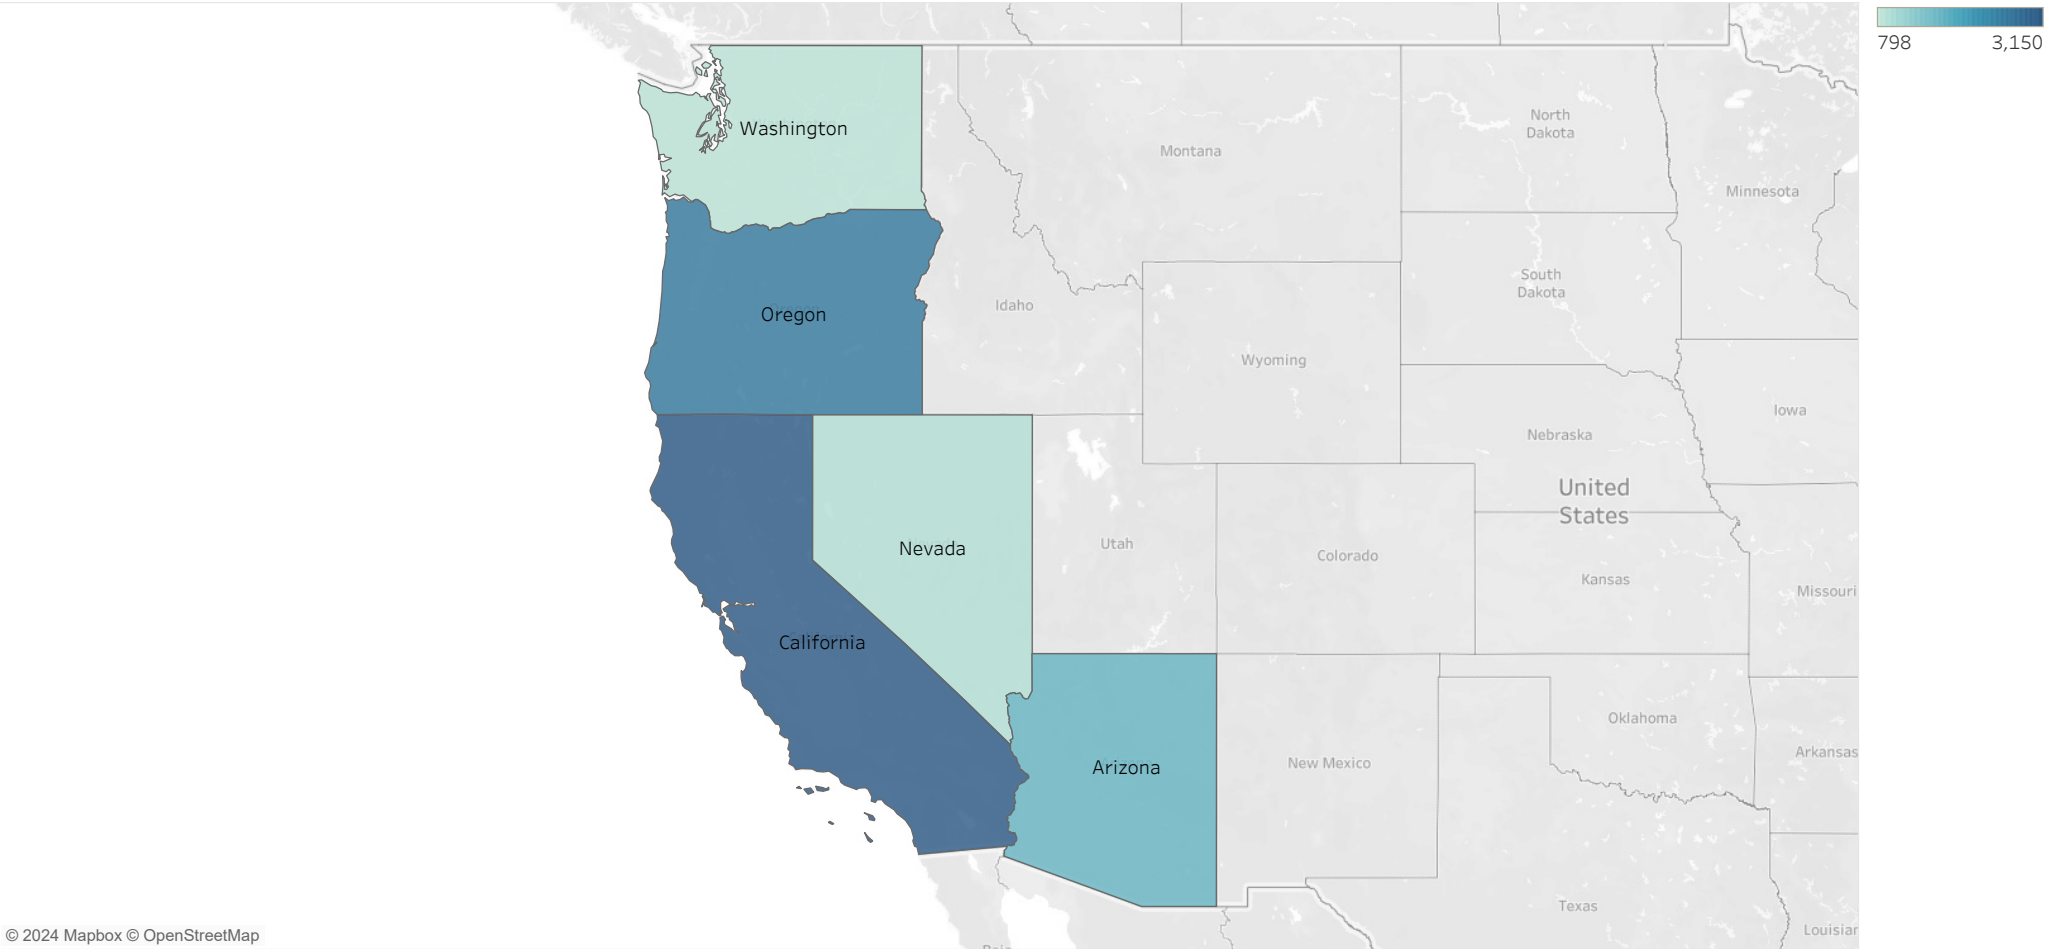 798
3,150
Washington
North
Dakota
Montana
Minnesota
South
Dakota
Idaho
Oregon
Wyoming
Iowa
Nebraska
United
States
Utah
Nevada
Colorado
Kansas
Missouri
California
Oklahoma
Arkansas
New Mexico
Arizona
Texas
Louisiar
© 2024 Mapbox © OpenStreetMap